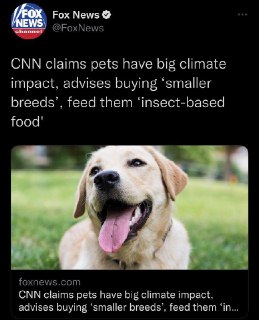 FOX
NEWS
channel
Fox News
@FoxNews
CNN claims pets have big climate
impact, advises buying ‘smaller
breeds’, feed them ‘insect-based
food'
foxnews.com
CNN claims pets have big climate impact,
advises buying ‘smaller breeds’, feed them ‘in...